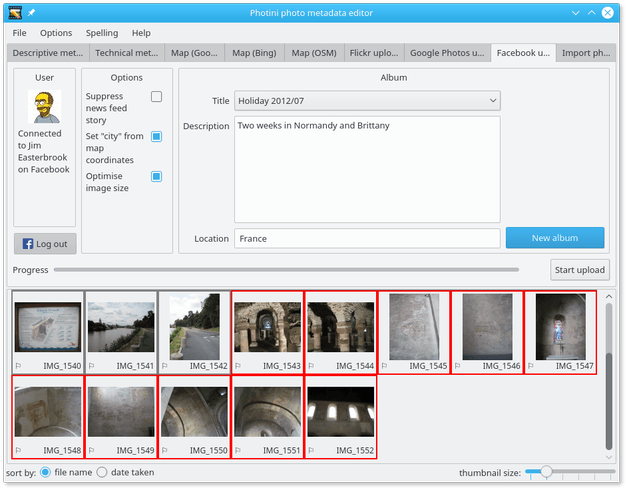 Photini photo metadata editor
File Options Spelling Help
Descriptive met... Technical met... Map (Goo... Map (Bing) Map (OSM) Flickr uplo... Google Photos u... Facebook u... Import ph...
User
Connected
to Jim
Easterbrook
on Facebook
Log out
Options
Suppress
news feed
story
Set "city" from
map
coordinates
Optimise
image size
Album
Title Holiday 2012/07
Description Two weeks in Normandy and Brittany
Location France New album
Progress Start upload
IMG_1540 IMG_1541 IMG_1542 IMG_1543 IMG_1544 IMG_1545 IMG_1546 IMG_1547
IMG_1548 IMG_1549 IMG_1550 IMG_1551 IMG_1552
sort by: file name date taken thumbnail size: